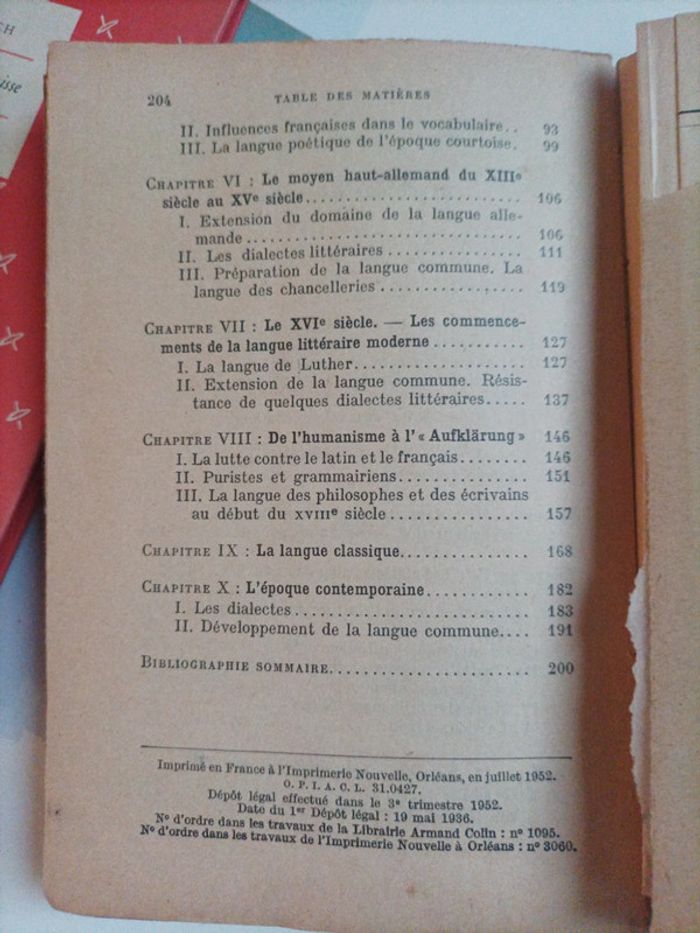 CH
isse
204 TABLE DES MATIÈRES
II. Influences françaises dans le vocabulaire.. 93
III. La langue poétique de l'époque courtoise. 99
CHAPITRE VI : Le moyen haut-allemand du XIIIe
siècle au XVe siècle.............................. 106
I. Extension du domaine de la langue alle-
mande .................................. 106
II. Les dialectes littéraires ................. 111
III. Préparation de la langue commune. La
langue des chancelleries ................ 119
CHAPITRE VII : Le XVIe siècle. — Les commence-
ments de la langue littéraire moderne ........... 127
I. La langue de Luther..................... 127
II. Extension de la langue commune. Résis-
tance de quelques dialectes littéraires..... 137
CHAPITRE VIII : De l'humanisme à l'« Aufklärung » 146
I. La lutte contre le latin et le français........ 146
II. Puristes et grammairiens................ 151
III. La langue des philosophes et des écrivains
au début du XVIIIe siècle ................. 157
CHAPITRE IX : La langue classique............... 168
CHAPITRE X : L'époque contemporaine............ 182
I. Les dialectes............................ 183
II. Développement de la langue commune.... 191
BIBLIOGRAPHIE SOMMAIRE........................ 200
Imprimé en France à l'Imprimerie Nouvelle, Orléans, en juillet 1952.
O. P. I. A. C. L. 31.0427.
Dépôt légal effectué dans le 3e trimestre 1952.
Date du 1er Dépôt légal : 19 mai 1936.
No d'ordre dans les travaux de la Librairie Armand Colin : no 1095.
No d'ordre dans les travaux de l'Imprimerie Nouvelle à Orléans : no 3060.